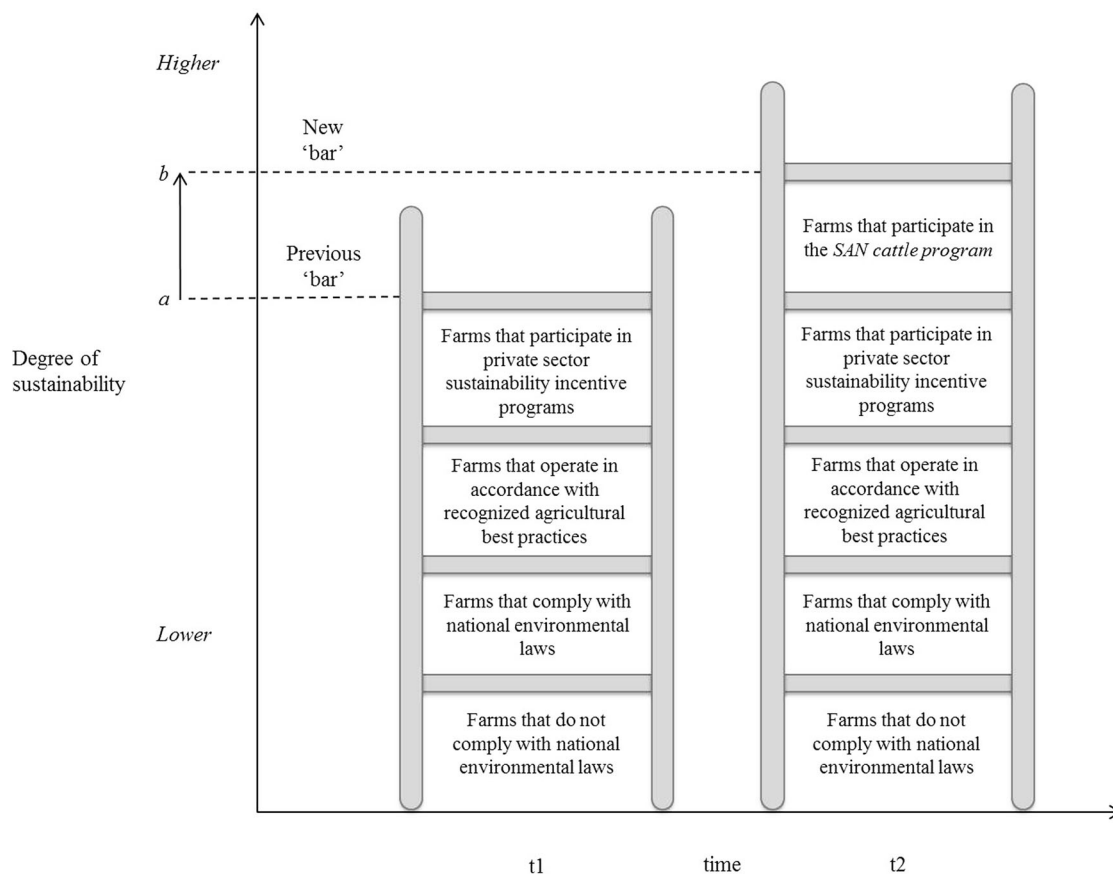 Higher
New
‘bar’
b
Previous
‘bar’
a
Degree of
sustainability
Lower
Farms that participate in
private sector
sustainability incentive
programs
Farms that operate in
accordance with
recognized agricultural
best practices
Farms that comply with
national environmental
laws
Farms that do not
comply with national
environmental laws
Farms that participate in
the SAN cattle program
Farms that participate in
private sector
sustainability incentive
programs
Farms that operate in
accordance with
recognized agricultural
best practices
Farms that comply with
national environmental
laws
Farms that do not
comply with national
environmental laws
t1
time
t2